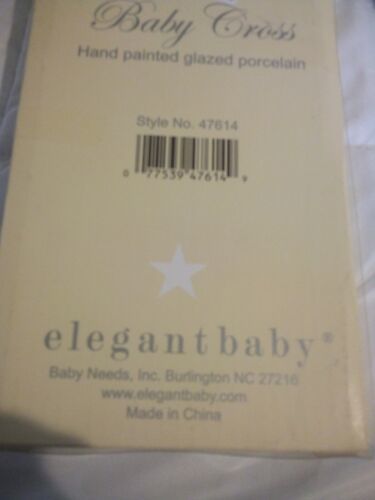 Baby Cross
Hand painted glazed porcelain
Style No. 47614
0 77539 47614 9
elegantbaby®
Baby Needs, Inc. Burlington NC 27216
www.elegantbaby.com
Made in China